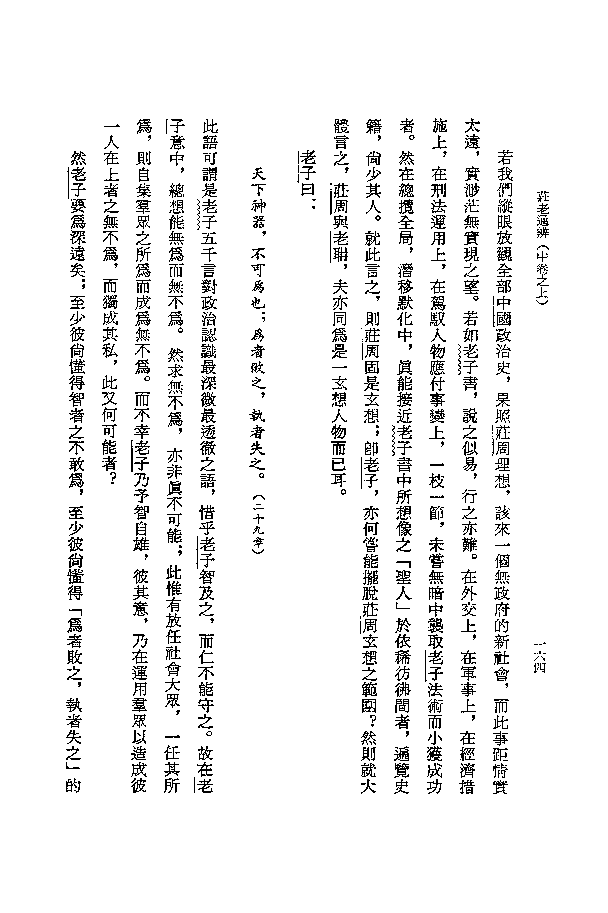 莊老通辨（中卷之上）
一六四
若我們縱眼放觀全部中國政治史，果照莊周理想，該來一個無政府的新社會，而此事距情實
太遠，實渺茫無實現之望。若如老子書，說之似易，行之亦難。在外交上，在軍事上，在經濟措
施上，在刑法運用上，在駕馭人物應付事變上，一枝一節，未嘗無暗中襲取老子法術而小獲成功
者。然在總攬全局，潛移默化中，眞能接近老子書中所想像之「聖人」於依稀彷彿間者，遍覽史
籍，尙少其人。就此言之，則莊周固是玄想；卽老子，亦何嘗能擺脫莊周玄想之範圍？然則就大
體言之，莊周與老聃，夫亦同爲是一玄想人物而已耳。
老子曰：
天下神器，不可爲也；爲者敗之，執者失之。（二十九章）
此語可謂是老子五千言對政治認識最深微最透徹之語，惜乎老子智及之，而仁不能守之。故在老
子意中，總想能無爲而無不爲。然求無不爲，亦非眞不可能；此惟有放任社會大眾，一任其所
爲，則自集羣眾之所爲而成爲無不爲。而不幸老子乃予智自雄，彼其意，乃在運用羣眾以造成彼
一人在上者之無不爲，而獨成其私，此又何可能者？
然老子要爲深遠矣；至少彼尙懂得智者之不敢爲，至少彼尙懂得「爲者敗之，執者失之」的